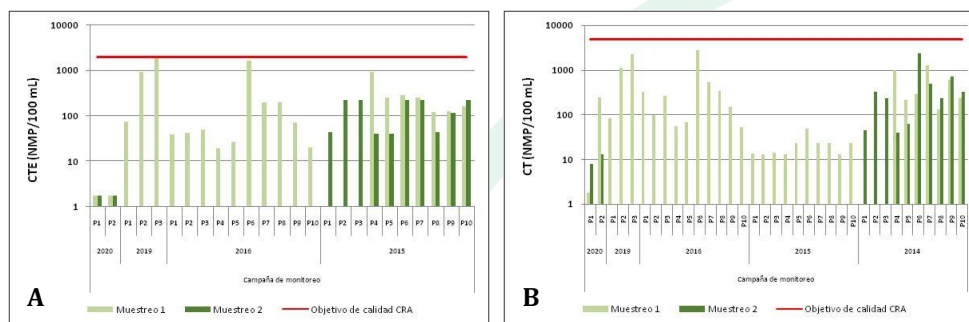 10000
1000
100
10
1
CTE (NMP/100 mL)
P1 P2 P1 P2 P3 P1 P2 P3 P4 P5 P6 P7 P8 P9 P10 P1 P2 P3 P4 P5 P6 P7 P8 P9 P10
2020 2019 2016 2015
Campaña de monitoreo
A
Muestreo 1 Muestreo 2 Objetivo de calidad CRA
10000
1000
100
10
1
CT (NMP/100 mL)
P1 P2 P1 P2 P3 P1 P2 P3 P4 P5 P6 P7 P8 P9 P10 P1 P2 P3 P4 P5 P6 P7 P8 P9 P10 P1 P2 P3 P4 P5 P6 P7 P8 P9 P10
2020 2019 2016 2015 2014
Campaña de monitoreo
B
Muestreo 1 Muestreo 2 Objetivo de calidad CRA